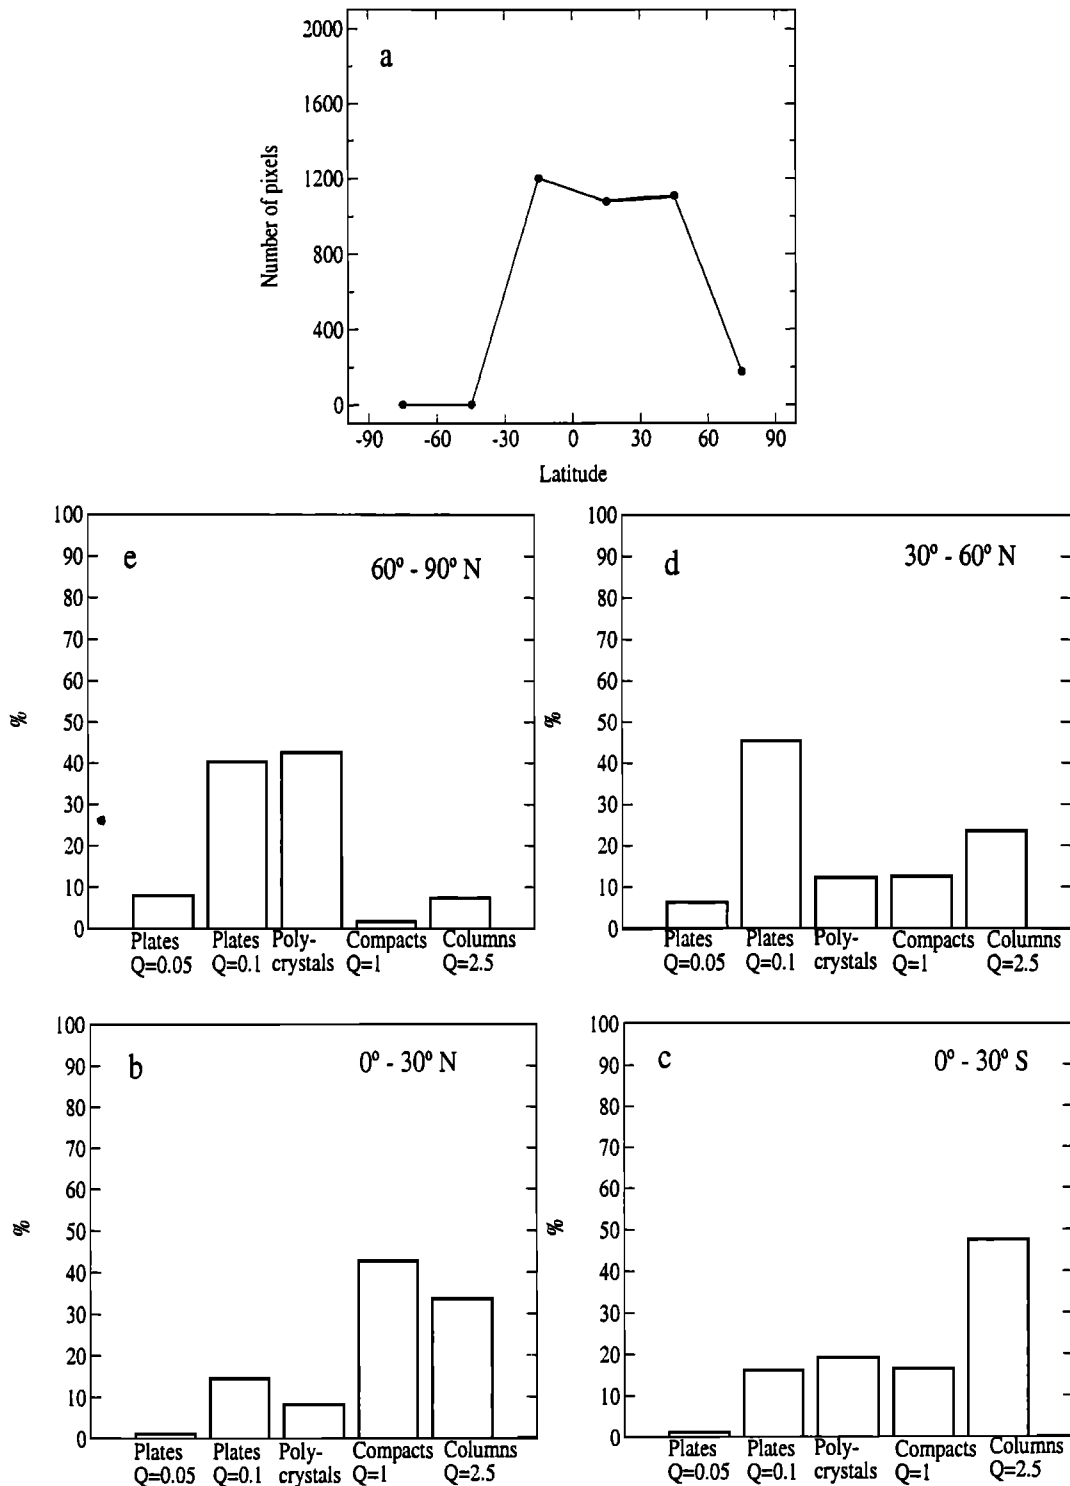 a
2000
1600
1200
800
400
0
Number of pixels
-90 -60 -30 0 30 60 90
Latitude
e
60° - 90° N
100
90
80
70
60
50
40
30
20
10
0
%
Plates Plates Poly- Compacts Columns
Q=0.05 Q=0.1 crystals Q=1 Q=2.5
d
30° - 60° N
100
90
80
70
60
50
40
30
20
10
0
%
Plates Plates Poly- Compacts Columns
Q=0.05 Q=0.1 crystals Q=1 Q=2.5
b
0° - 30° N
100
90
80
70
60
50
40
30
20
10
0
%
Plates Plates Poly- Compacts Columns
Q=0.05 Q=0.1 crystals Q=1 Q=2.5
c
0° - 30° S
100
90
80
70
60
50
40
30
20
10
0
%
Plates Plates Poly- Compacts Columns
Q=0.05 Q=0.1 crystals Q=1 Q=2.5